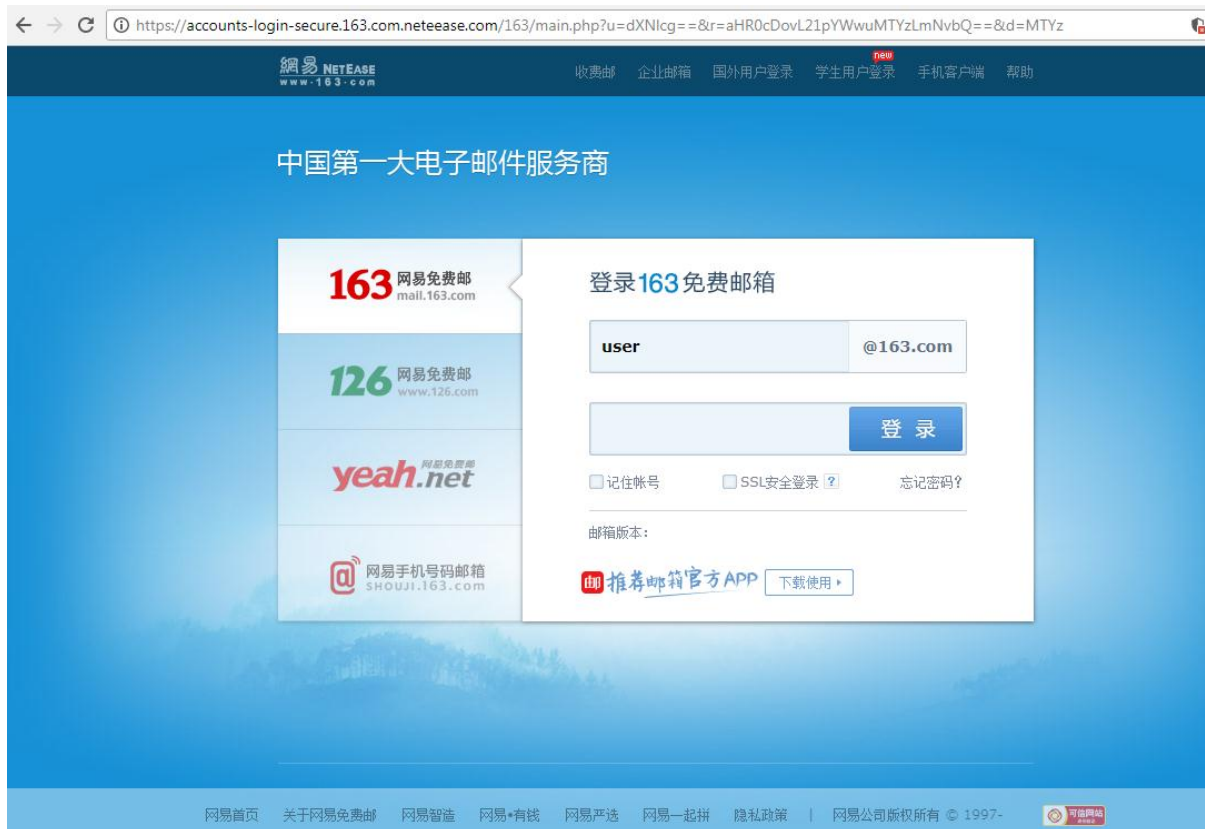 https://accounts-login-secure.163.com.neteease.com/163/main.php?u=dXNlcg==&r=aHR0cDovL21pYWwuMTYzLmNvbQ==&d=MTYz
網易 NETEASE
www.163.com
收费邮 企业邮箱 国外用户登录 学生用户登录 new 手机客户端 帮助
中国第一大电子邮件服务商
163 网易免费邮
mail.163.com
126 网易免费邮
www.126.com
yeah.net 网易免费邮
网易手机号码邮箱
SHOUJI.163.com
登录163免费邮箱
user @163.com
登 录
记住帐号 SSL安全登录 ? 忘记密码?
邮箱版本:
邮 推荐邮箱官方APP 下载使用
网易首页 关于网易免费邮 网易智造 网易•有钱 网易严选 网易一起拼 隐私政策 | 网易公司版权所有 © 1997-
可信网站